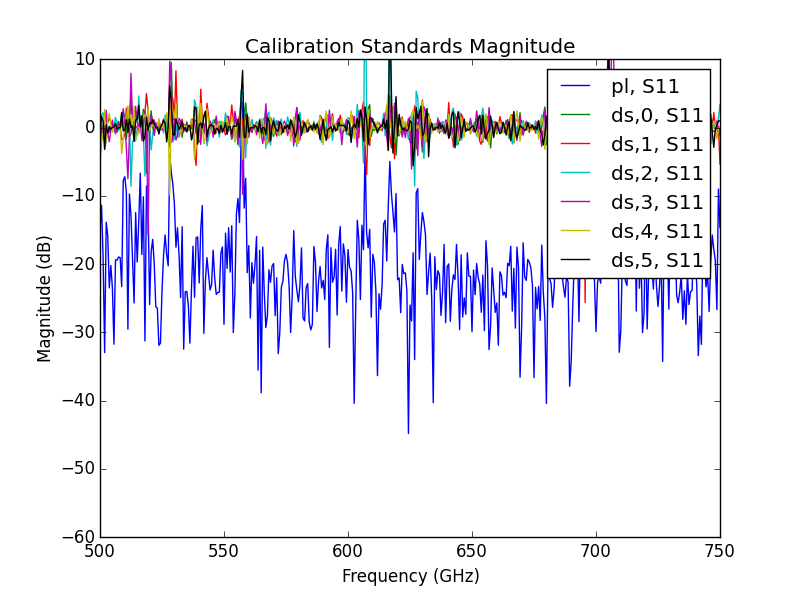 Calibration Standards Magnitude
10
0
−10
−20
−30
−40
−50
−60
Magnitude (dB)
500
550
600
650
700
750
Frequency (GHz)
pl, S11
ds,0, S11
ds,1, S11
ds,2, S11
ds,3, S11
ds,4, S11
ds,5, S11